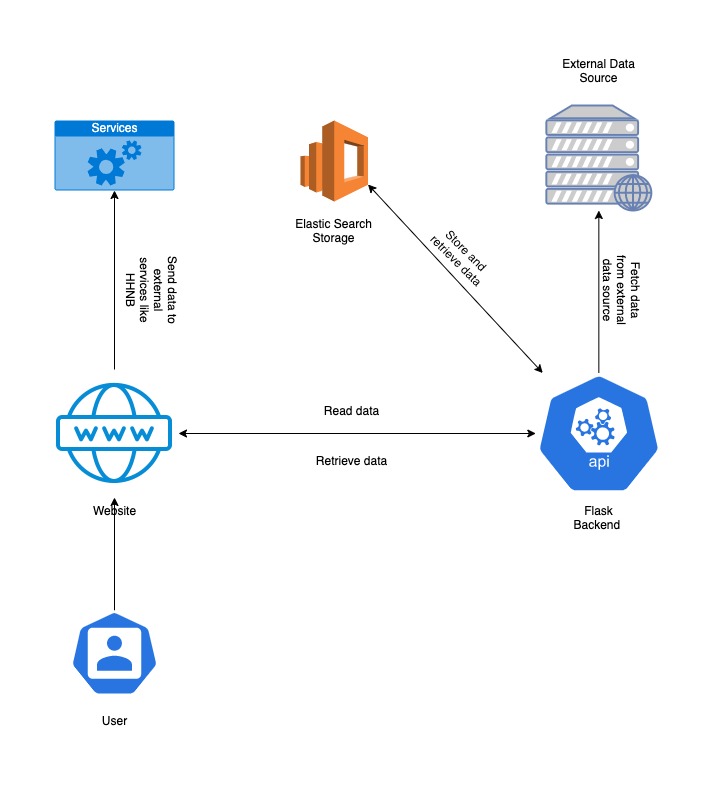 External Data
Source
Services
Elastic Search
Storage
Store and
retrieve data
Send data to
external
services like
HHNB
Fetch data
from external
data source
WWW
Read data
Retrieve data
api
Website
Flask
Backend
User